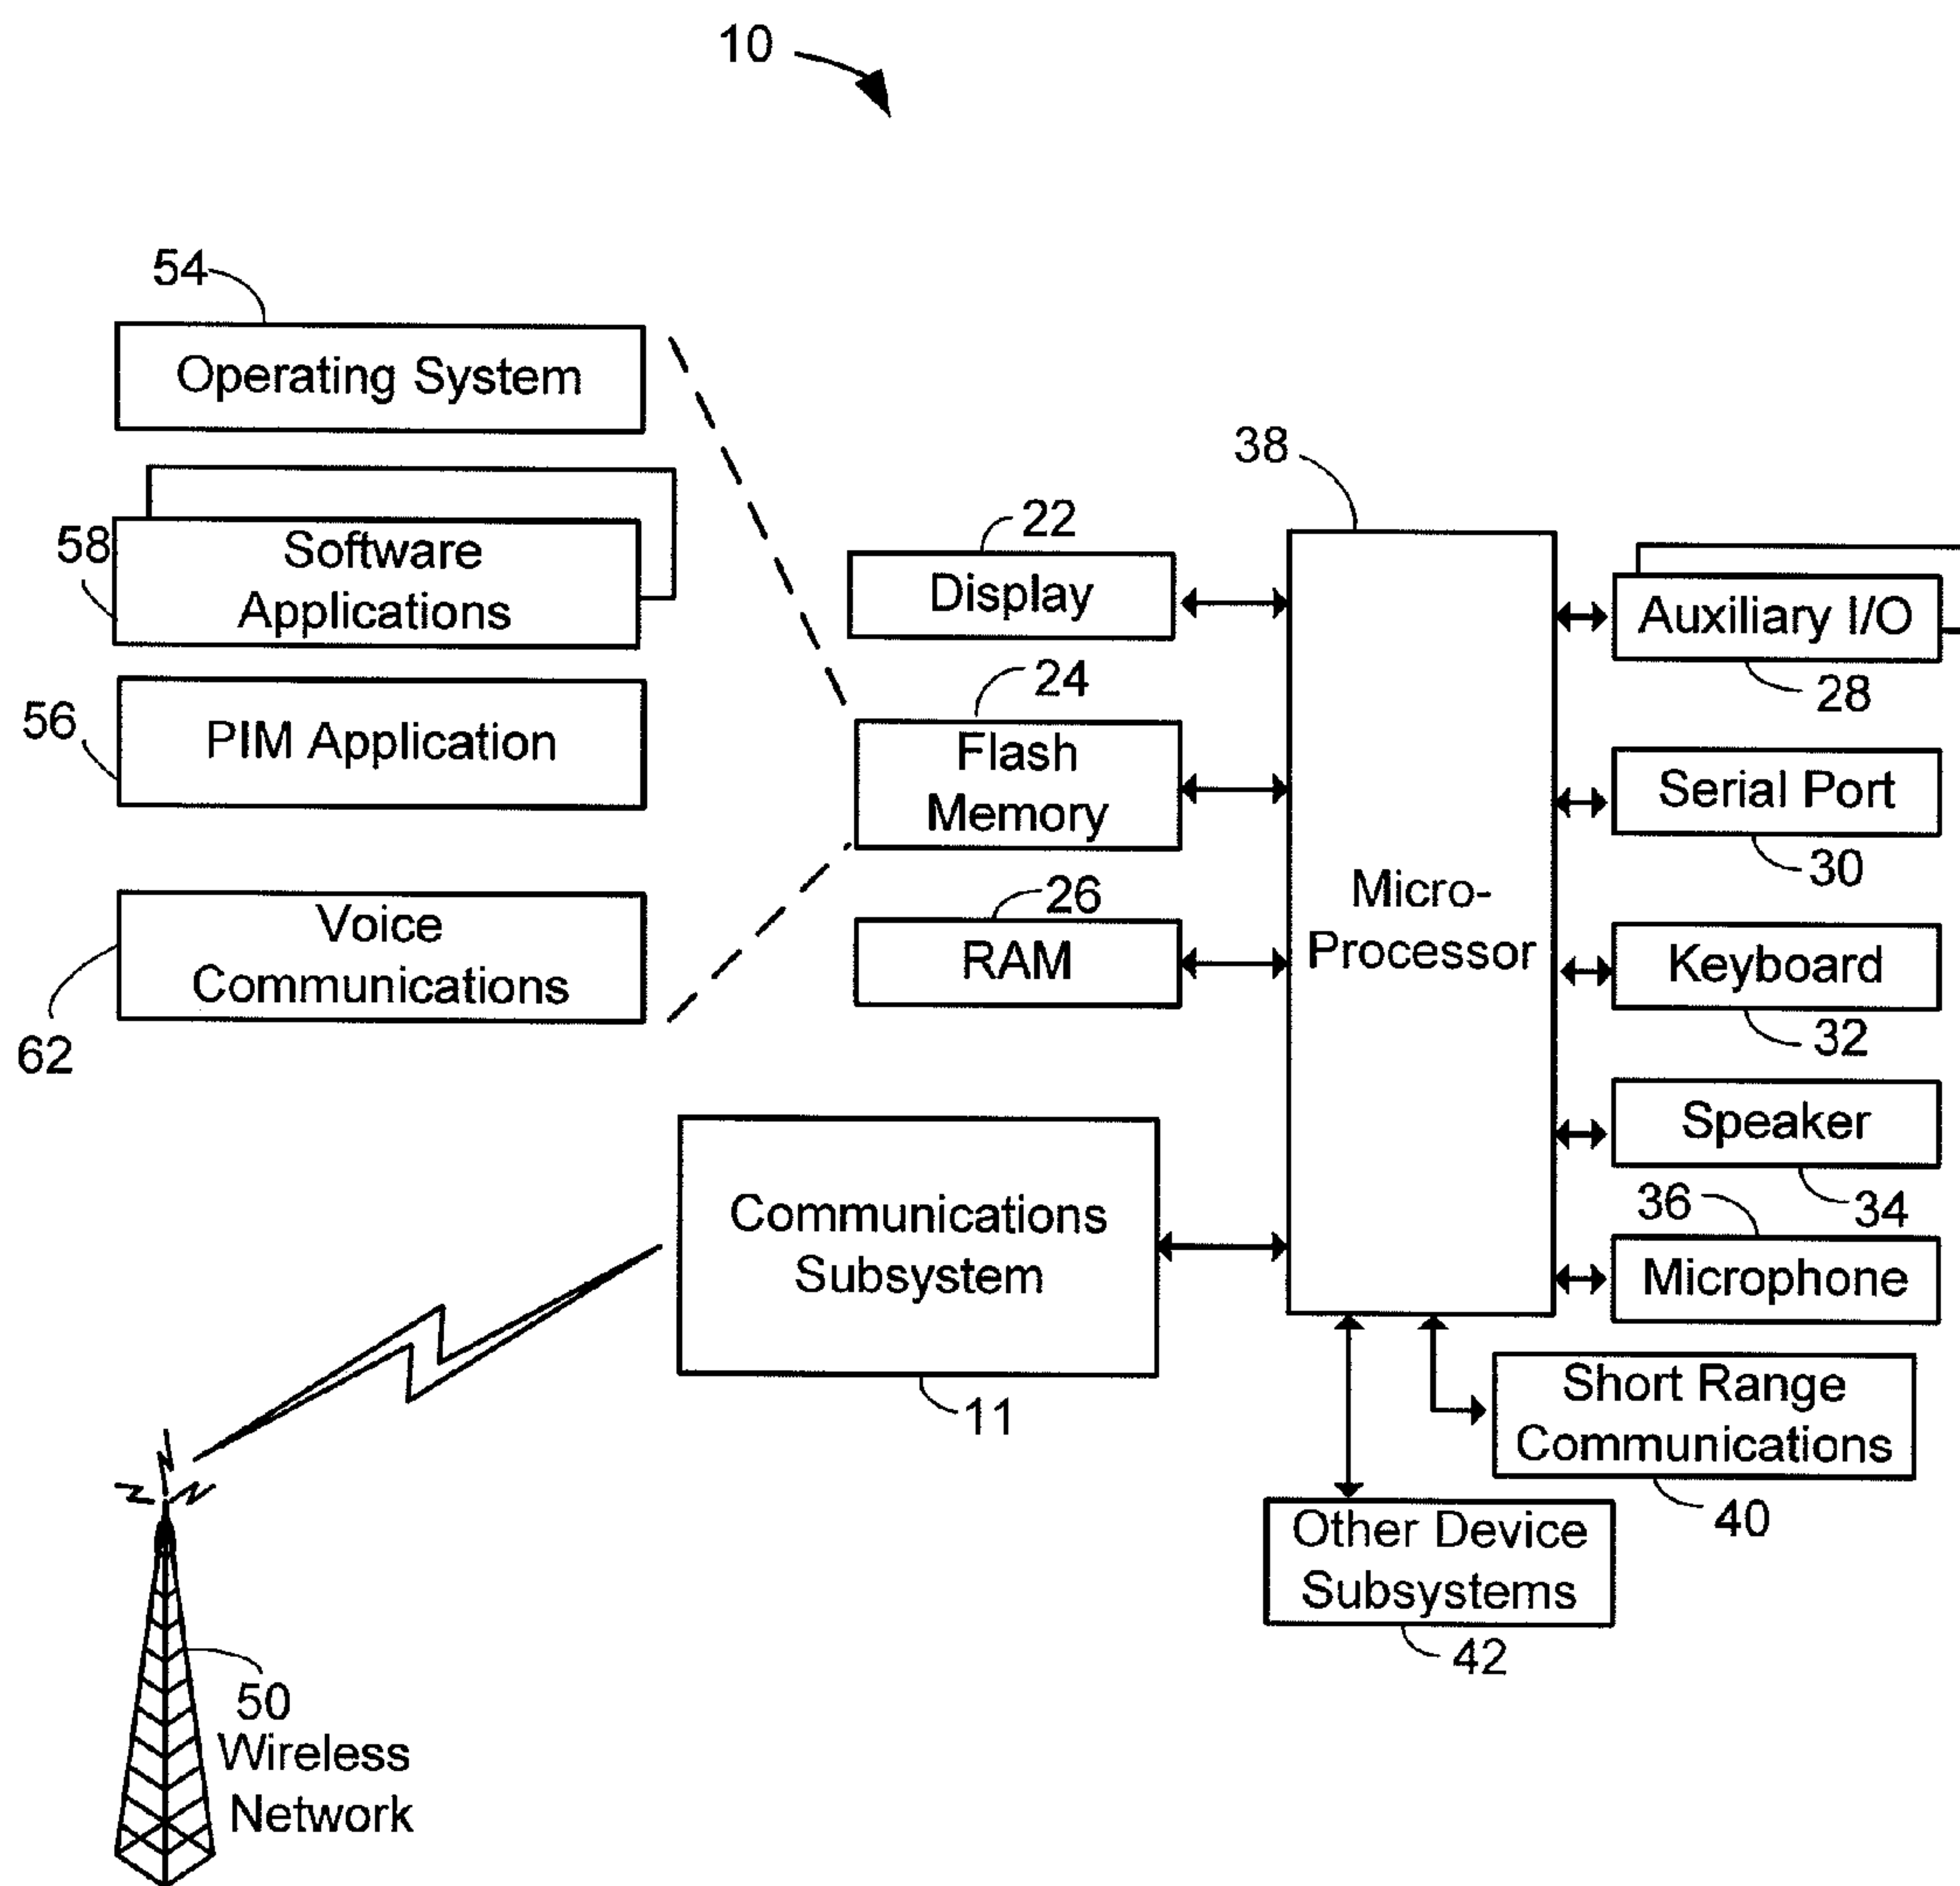 10
54
Operating System
58
Software
Applications
56
PIM Application
Voice
Communications
62
22
Display
24
Flash
Memory
26
RAM
38
Micro-
Processor
Auxiliary I/O
28
Serial Port
30
Keyboard
32
Speaker
34
36
Microphone
Communications
Subsystem
11
Short Range
Communications
40
Other Device
Subsystems
42
50
Wireless
Network